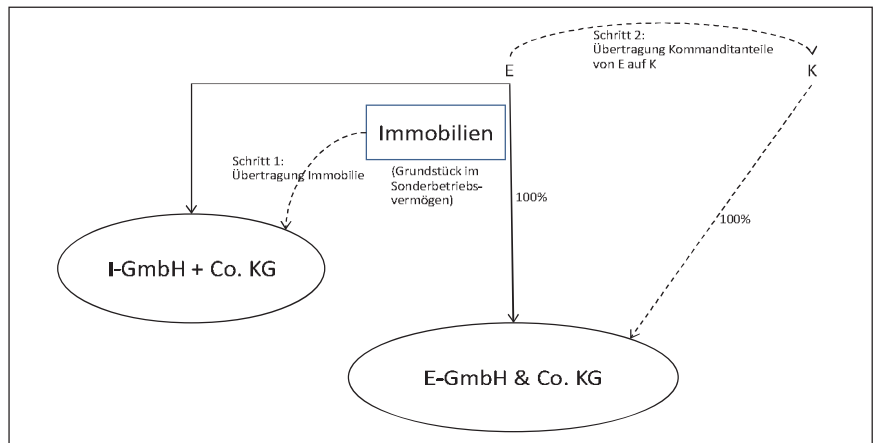 Schritt 2:
Übertragung Kommanditanteile
von E auf K
E
K
Immobilien
Schritt 1:
Übertragung Immobilie
(Grundstück im
Sonderbetriebs-
vermögen)
100%
100%
I-GmbH + Co. KG
E-GmbH & Co. KG